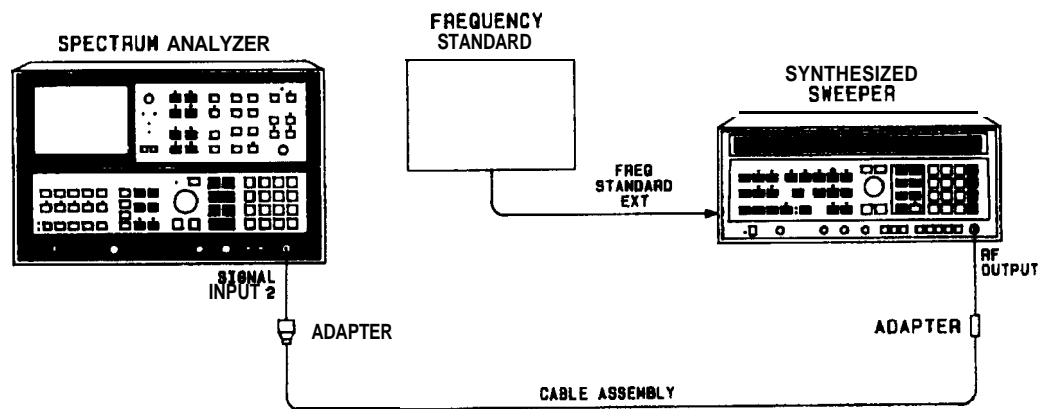 FREQUENCY
STANDARD
SPECTRUM ANALYZER
SYNTHESIZED
SWEEPER
FREQ
STANDARD
EXT
SIGNAL
INPUT 2
RF
OUTPUT
ADAPTER
ADAPTER
CABLE ASSEMBLY